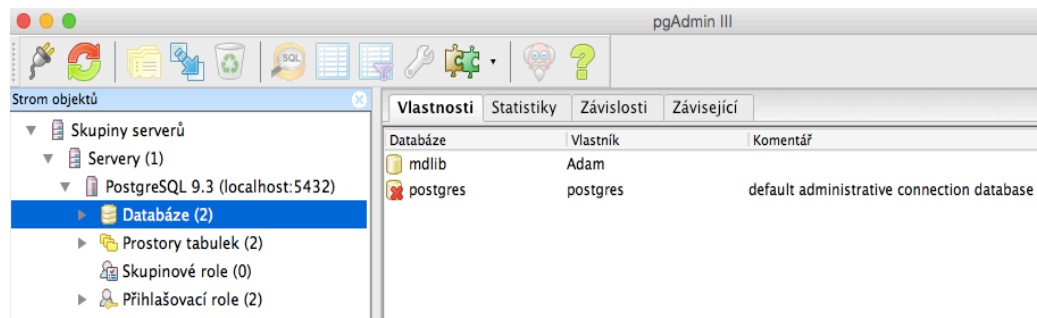 pgAdmin III
SQL
Strom objektů
Skupiny serverů
Servery (1)
PostgreSQL 9.3 (localhost:5432)
Databáze (2)
Prostory tabulek (2)
Skupinové role (0)
Přihlašovací role (2)
Vlastnosti Statistiky Závislosti Závisející
Databáze Vlastník Komentář
mdlib Adam
postgres postgres default administrative connection database